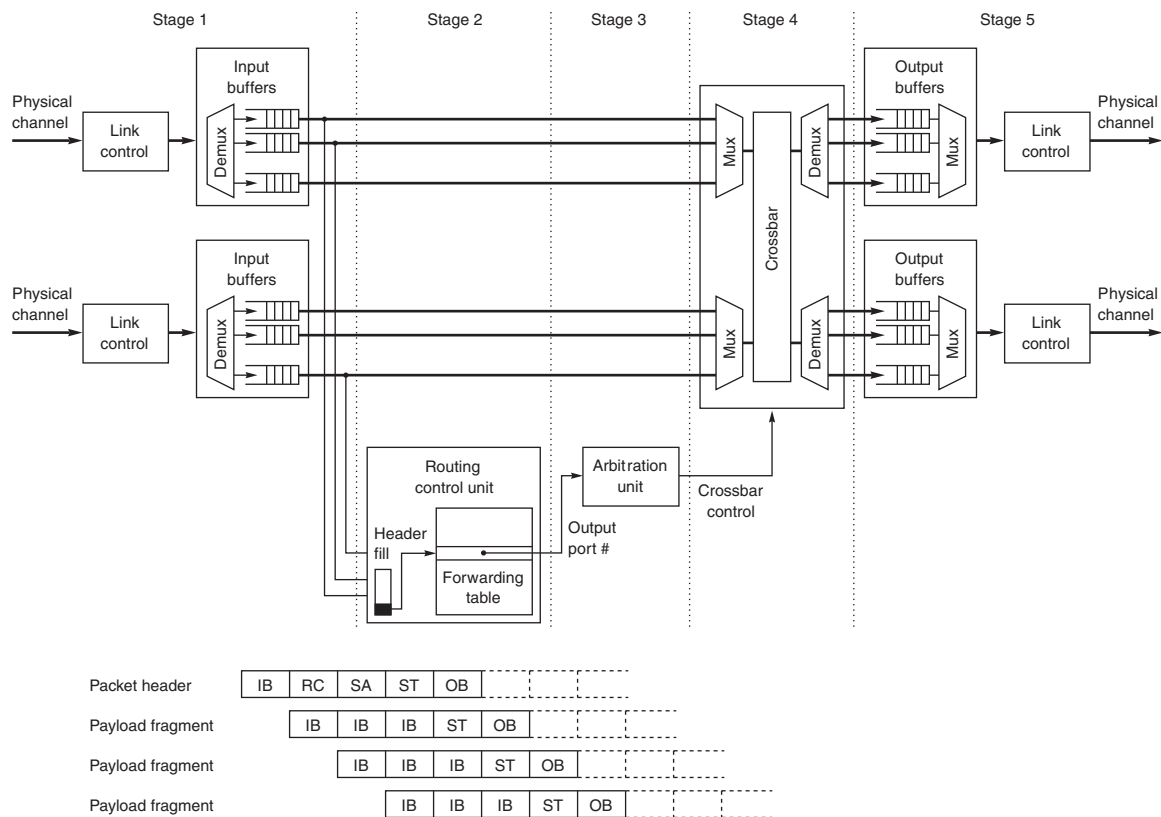 Stage 1
Stage 2
Stage 3
Stage 4
Stage 5
Physical
channel
Link
control
Input
buffers
Demux
Mux
Crossbar
Demux
Output
buffers
Mux
Link
control
Physical
channel
Physical
channel
Link
control
Input
buffers
Demux
Mux
Demux
Output
buffers
Mux
Link
control
Physical
channel
Routing
control unit
Header
fill
Forwarding
table
Output
port #
Arbitration
unit
Crossbar
control
Packet header IB RC SA ST OB
Payload fragment IB IB IB ST OB
Payload fragment IB IB IB ST OB
Payload fragment IB IB IB ST OB